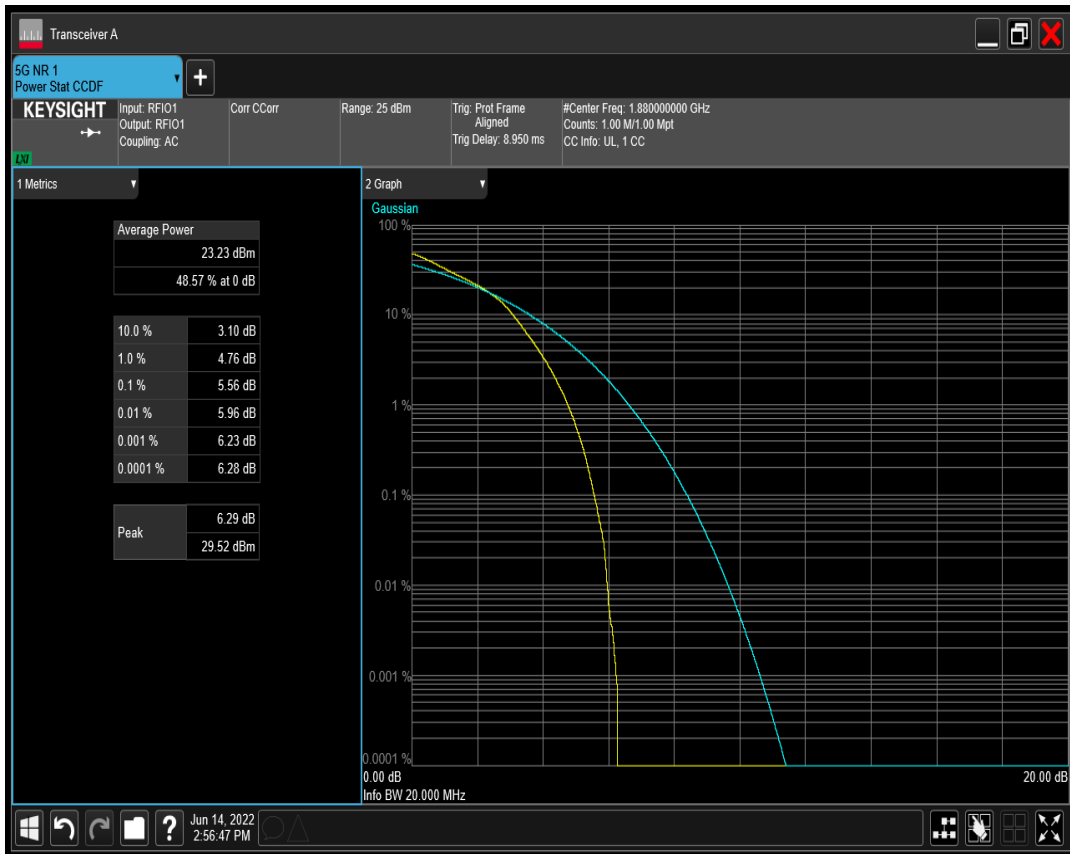 Transceiver A
5G NR 1
Power Stat CCDF
+
KEYSIGHT
LXI
Input: RFIO1
Output: RFIO1
Coupling: AC
Corr CCorr
Range: 25 dBm
Trig: Prot Frame
Aligned
Trig Delay: 8.950 ms
#Center Freq: 1.880000000 GHz
Counts: 1.00 M/1.00 Mpt
CC Info: UL, 1 CC
1 Metrics
Average Power
23.23 dBm
48.57 % at 0 dB
10.0 % 3.10 dB
1.0 % 4.76 dB
0.1 % 5.56 dB
0.01 % 5.96 dB
0.001 % 6.23 dB
0.0001 % 6.28 dB
Peak
6.29 dB
29.52 dBm
2 Graph
Gaussian
100 %
10 %
1 %
0.1 %
0.01 %
0.001 %
0.0001 %
0.00 dB 20.00 dB
Info BW 20.000 MHz
?
Jun 14, 2022
2:56:47 PM